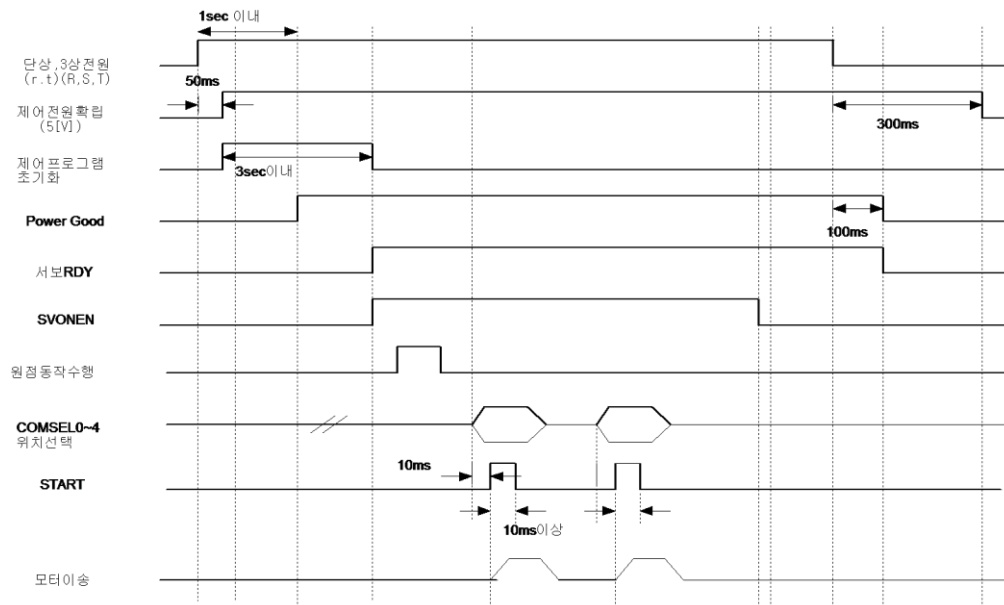 1sec 이내
단상,3상전원
(r.t)(R,S,T)
50ms
제어전원확립
(5[V])
300ms
제어프로그램
초기화
3sec이내
Power Good
100ms
서보RDY
SVONEN
원점동작수행
COMSEL0~4
위치선택
10ms
START
10ms이상
모터이송